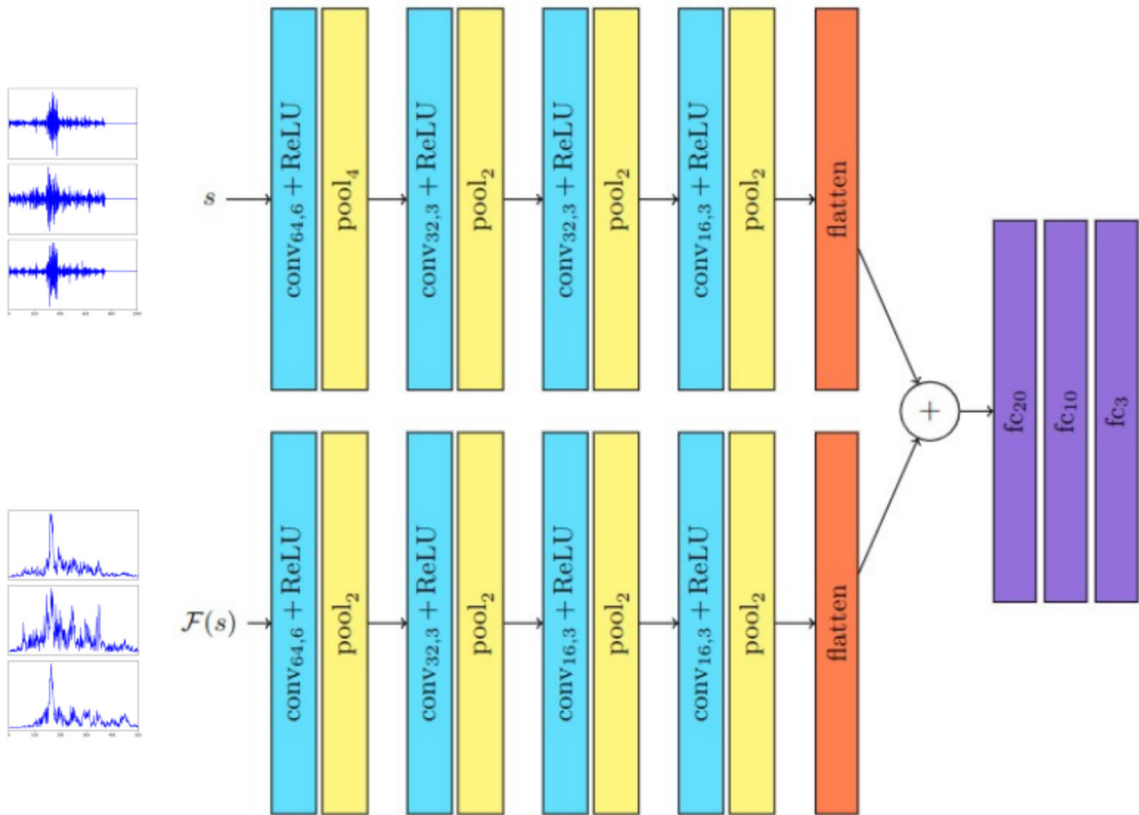 s
conv64,6 + ReLU
pool4
conv32,3 + ReLU
pool2
conv32,3 + ReLU
pool2
conv16,3 + ReLU
pool2
flatten
F(s)
conv64,6 + ReLU
pool2
conv32,3 + ReLU
pool2
conv16,3 + ReLU
pool2
conv16,3 + ReLU
pool2
flatten
+
fc20
fc10
fc3